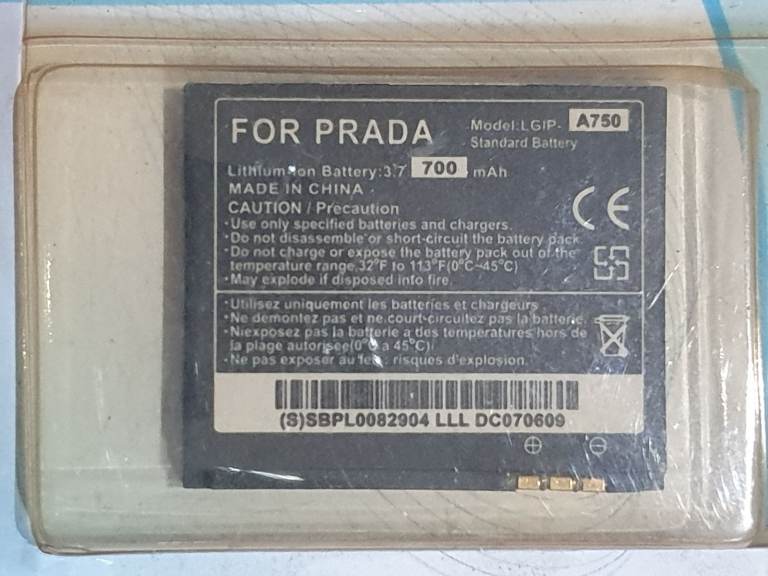 FOR PRADA
Model:LGIP- A750
Standard Battery
Lithium-Ion Battery:3.7 700 mAh
MADE IN CHINA
CAUTION / Precaution
·Use only specified batteries and chargers.
·Do not disassemble or short-circuit the battery pack.
·Do not charge or expose the battery pack out of the
temperature range.32°F to 113°F(0°C~45°C)
·May explode if disposed info fire.
CE
·Utilisez uniquement les batteries et chargeurs
·Ne demontez pas et ne.court-circuitez pas la batterie.
·Niexposez pas la batterie a des temperatures hors de
la plage autorisee(0°C a 45°C)
·Ne pas exposer au : risques d'explosion.
(S)SBPL0082904 LLL DC070609
+ −